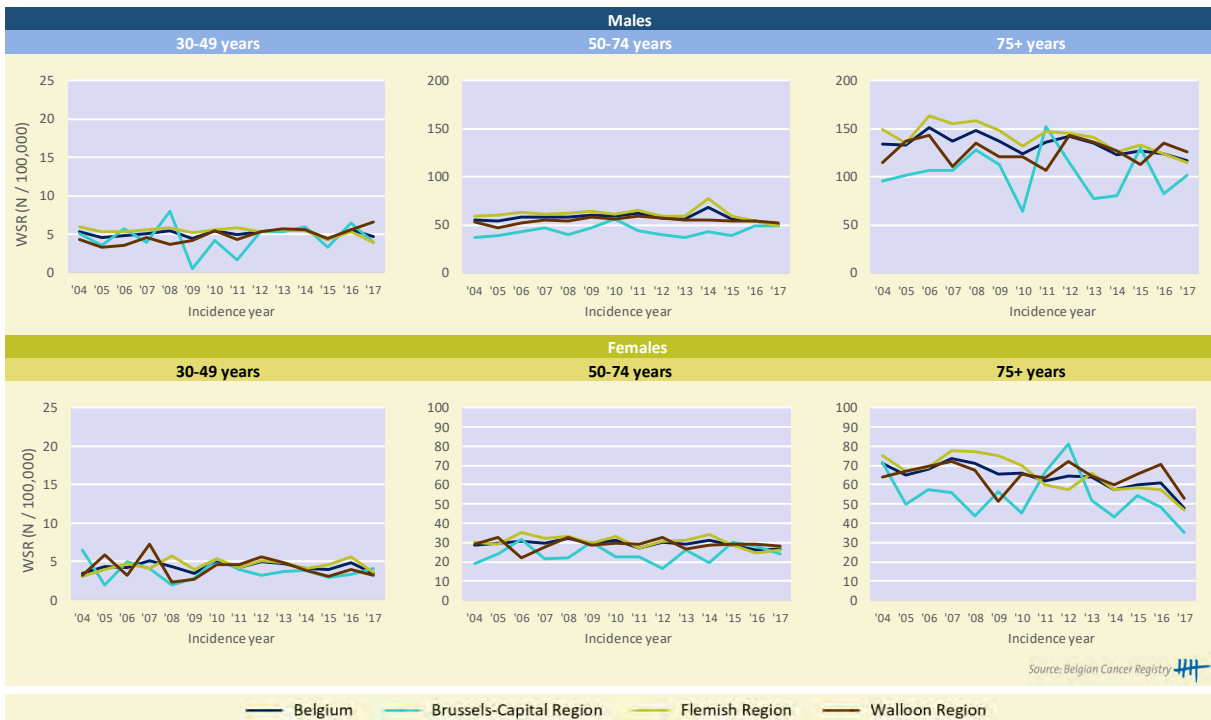 Males
30-49 years 50-74 years 75+ years
25 200 200
20
150 150
15
100 100
10
5 50 50
0 0 0
WSR (N / 100,000)
'04 '05 '06 '07 '08 '09 '10 '11 '12 '13 '14 '15 '16 '17 '04 '05 '06 '07 '08 '09 '10 '11 '12 '13 '14 '15 '16 '17 '04 '05 '06 '07 '08 '09 '10 '11 '12 '13 '14 '15 '16 '17
Incidence year Incidence year Incidence year
Females
30-49 years 50-74 years 75+ years
25 100 100
90 90
20 80 80
70 70
15 60 60
50 50
10 40 40
30 30
5 20 20
10 10
0 0 0
WSR (N / 100,000)
'04 '05 '06 '07 '08 '09 '10 '11 '12 '13 '14 '15 '16 '17 '04 '05 '06 '07 '08 '09 '10 '11 '12 '13 '14 '15 '16 '17 '04 '05 '06 '07 '08 '09 '10 '11 '12 '13 '14 '15 '16 '17
Incidence year Incidence year Incidence year
Source: Belgian Cancer Registry
Belgium Brussels-Capital Region Flemish Region Walloon Region